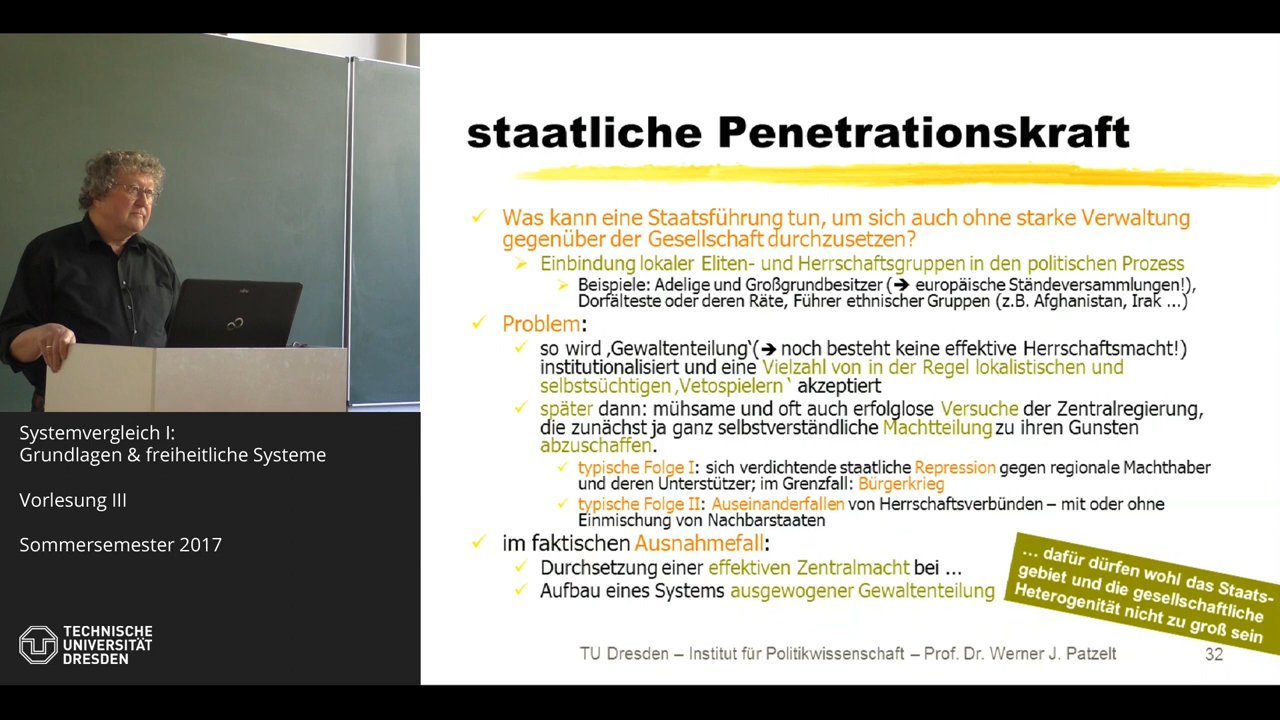 staatliche Penetrationskraft
Was kann eine Staatsführung tun, um sich auch ohne starke Verwaltung
gegenüber der Gesellschaft durchzusetzen?
Einbindung lokaler Eliten- und Herrschaftsgruppen in den politischen Prozess
Beispiele: Adelige und Großgrundbesitzer (➔ europäische Ständeversammlungen!),
Dorfälteste oder deren Räte, Führer ethnischer Gruppen (z.B. Afghanistan, Irak ...)
Problem:
so wird ‚Gewaltenteilung‘(➔ noch besteht keine effektive Herrschaftsmacht!)
institutionalisiert und eine Vielzahl von in der Regel lokalistischen und
selbstsüchtigen ‚Vetospielern‘ akzeptiert
später dann: mühsame und oft auch erfolglose Versuche der Zentralregierung,
die zunächst ja ganz selbstverständliche Machtteilung zu ihren Gunsten
abzuschaffen.
typische Folge I: sich verdichtende staatliche Repression gegen regionale Machthaber
und deren Unterstützer; im Grenzfall: Bürgerkrieg
typische Folge II: Auseinanderfallen von Herrschaftsverbünden – mit oder ohne
Einmischung von Nachbarstaaten
im faktischen Ausnahmefall:
Durchsetzung einer effektiven Zentralmacht bei ...
Aufbau eines Systems ausgewogener Gewaltenteilung
... dafür dürfen wohl das Staats-
gebiet und die gesellschaftliche
Heterogenität nicht zu groß sein
TU Dresden – Institut für Politikwissenschaft – Prof. Dr. Werner J. Patzelt
32
Systemvergleich I:
Grundlagen & freiheitliche Systeme
Vorlesung III
Sommersemester 2017
TECHNISCHE
UNIVERSITÄT
DRESDEN